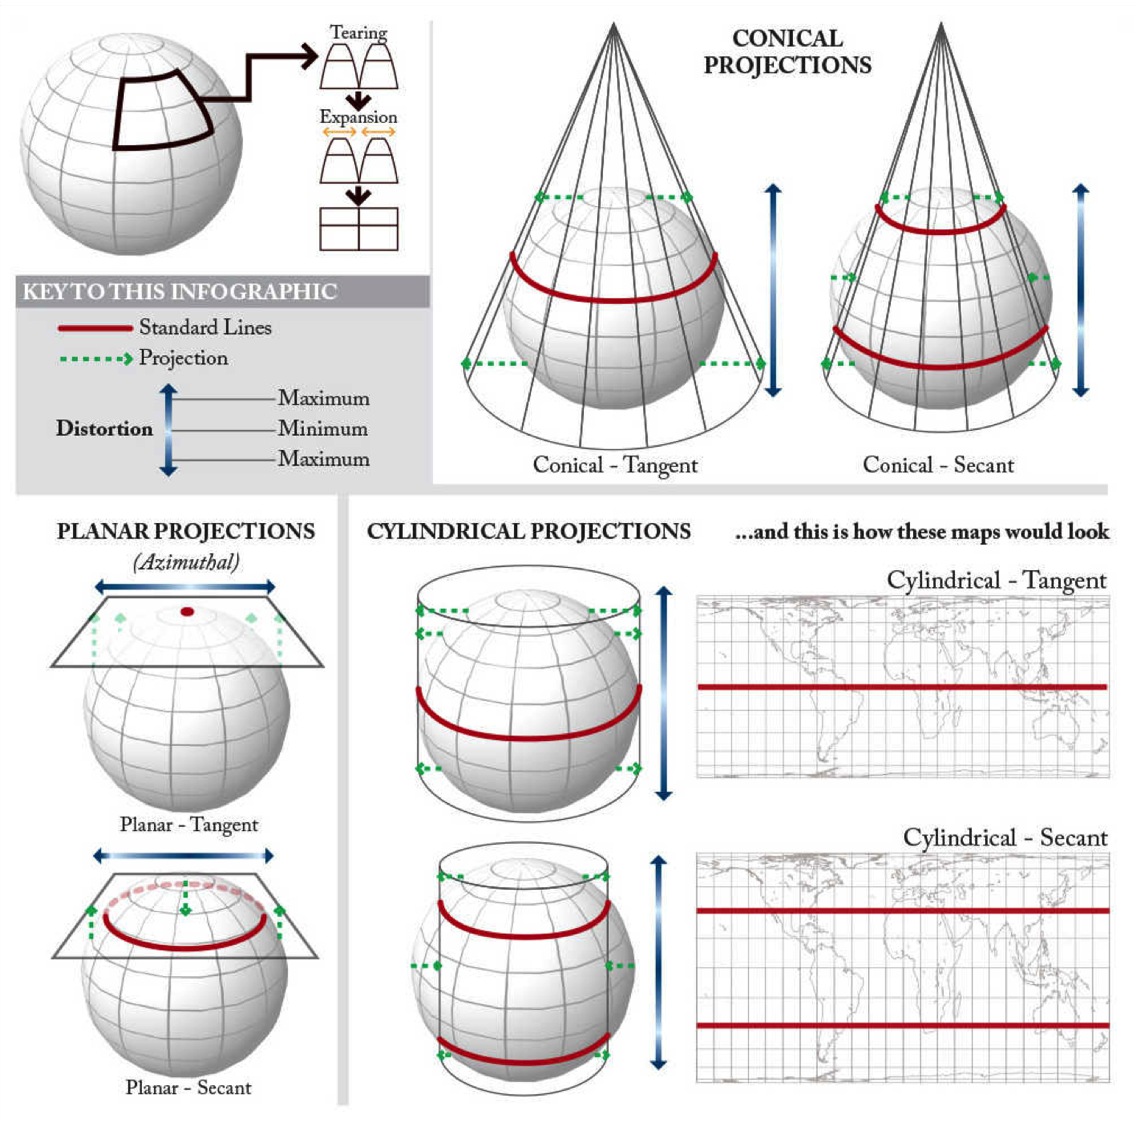 Tearing
Expansion
CONICAL
PROJECTIONS
KEY TO THIS INFOGRAPHIC
Standard Lines
Projection
Distortion
Maximum
Minimum
Maximum
Conical - Tangent
Conical - Secant
PLANAR PROJECTIONS
(Azimuthal)
Planar - Tangent
Planar - Secant
CYLINDRICAL PROJECTIONS
...and this is how these maps would look
Cylindrical - Tangent
Cylindrical - Secant